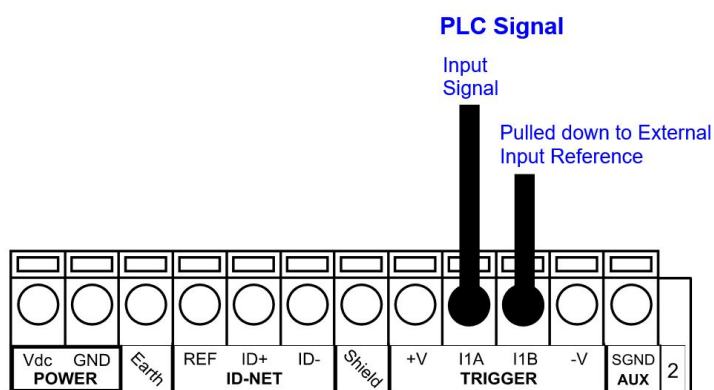 PLC Signal
Input
Signal
Pulled down to External
Input Reference
Vdc GND Earth REF ID+ ID- Shield +V I1A I1B -V SGND 2
POWER ID-NET TRIGGER AUX